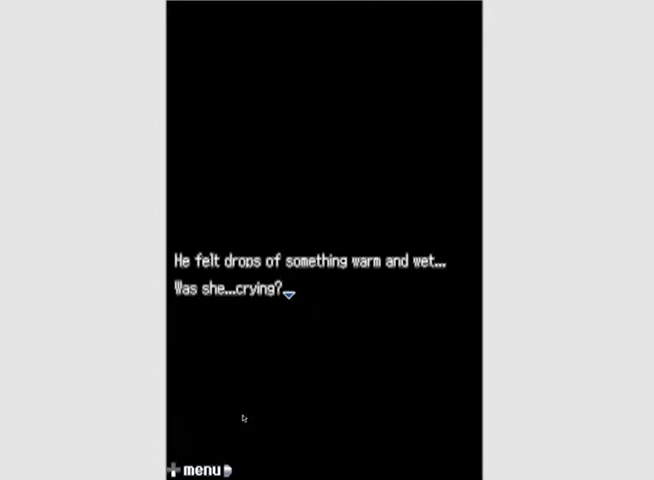 He felt drops of something warm and wet...
Was she...crying?
menu